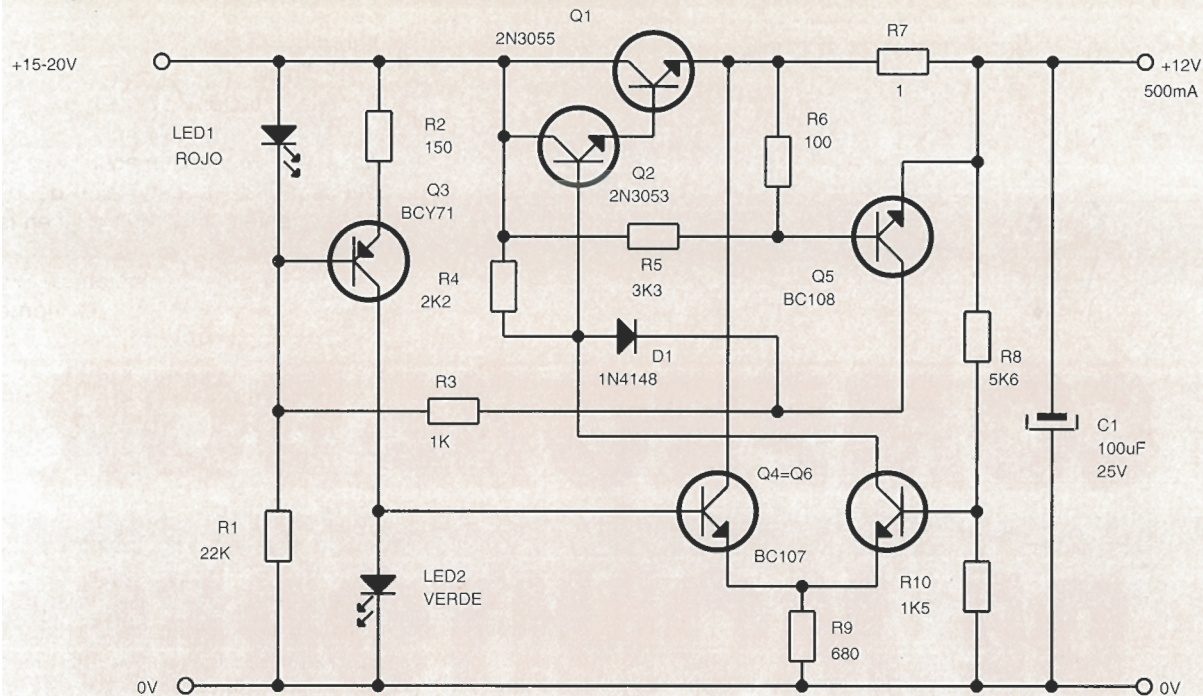 Q1
2N3055
R7
1
+15-20V
+12V
500mA
LED1
ROJO
R2
150
Q3
BCY71
Q2
2N3053
R6
100
R4
2K2
R5
3K3
Q5
BC108
D1
1N4148
R8
5K6
R3
1K
C1
100uF
25V
Q4=Q6
BC107
R1
22K
LED2
VERDE
R9
680
R10
1K5
0V
0V